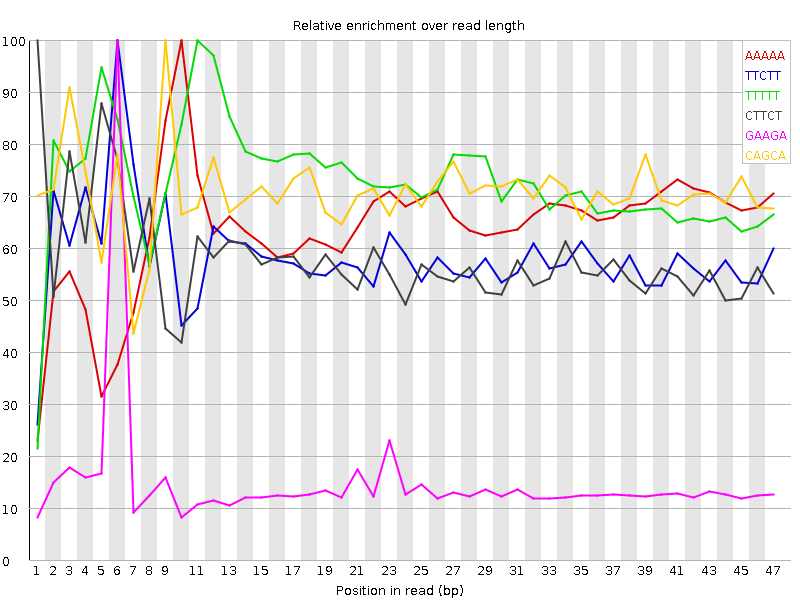 Relative enrichment over read length
100
90
80
70
60
50
40
30
20
10
0
AAAAA
TTCTT
TTTTT
CTTCT
GAAGA
CAGCA
1 2 3 4 5 6 7 8 9 11 13 15 17 19 21 23 25 27 29 31 33 35 37 39 41 43 45 47
Position in read (bp)